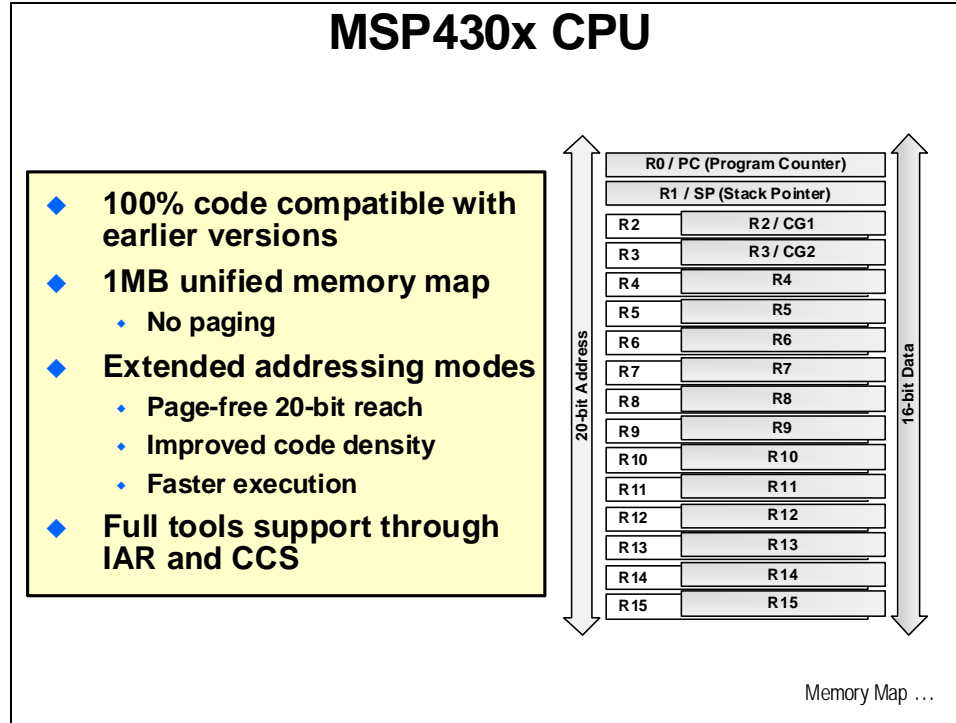 MSP430x CPU
100% code compatible with
earlier versions
1MB unified memory map
No paging
Extended addressing modes
Page-free 20-bit reach
Improved code density
Faster execution
Full tools support through
IAR and CCS
20-bit Address
R0 / PC (Program Counter)
R1 / SP (Stack Pointer)
R2 R2 / CG1
R3 R3 / CG2
R4 R4
R5 R5
R6 R6
R7 R7
R8 R8
R9 R9
R10 R10
R11 R11
R12 R12
R13 R13
R14 R14
R15 R15
16-bit Data
Memory Map …